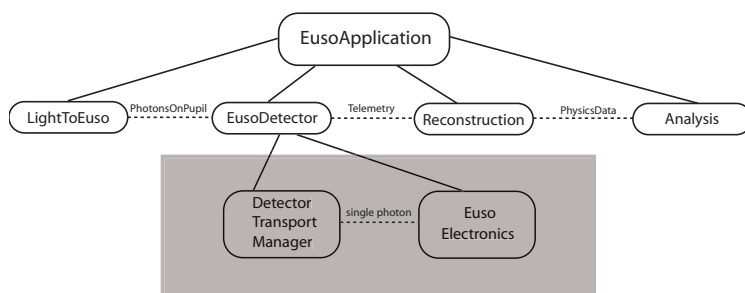 EusoApplication
LightToEuso
PhotonsOnPupil
EusoDetector
Telemetry
Reconstruction
PhysicsData
Analysis
Detector
Transport
Manager
single photon
Euso
Electronics